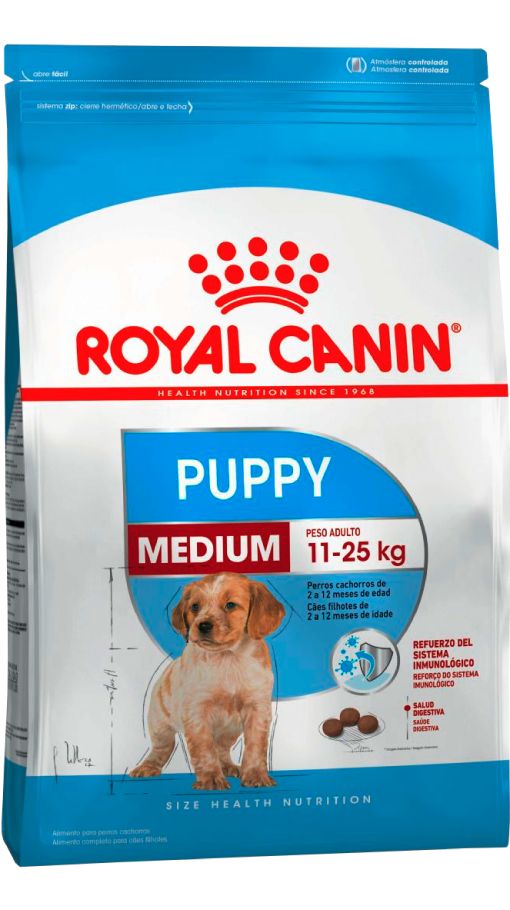 abre fácil
Atmósfera controlada
Atmosfera controlada
sistema zip: cierre hermético/abre e fecha
ROYAL CANIN®
HEALTH NUTRITION SINCE 1968
PUPPY
MEDIUM
PESO ADULTO
11-25 kg
Perros cachorros de
2 a 12 meses de edad
Cães filhotes de
2 a 12 meses de idade
REFUERZO DEL
SISTEMA
INMUNOLÓGICO
REFORÇO DO SISTEMA
IMUNOLÓGICO
SALUD
DIGESTIVA
SAÚDE
DIGESTIVA
SIZE HEALTH NUTRITION
Alimento para perros cachorros
Alimento completo para cães filhotes